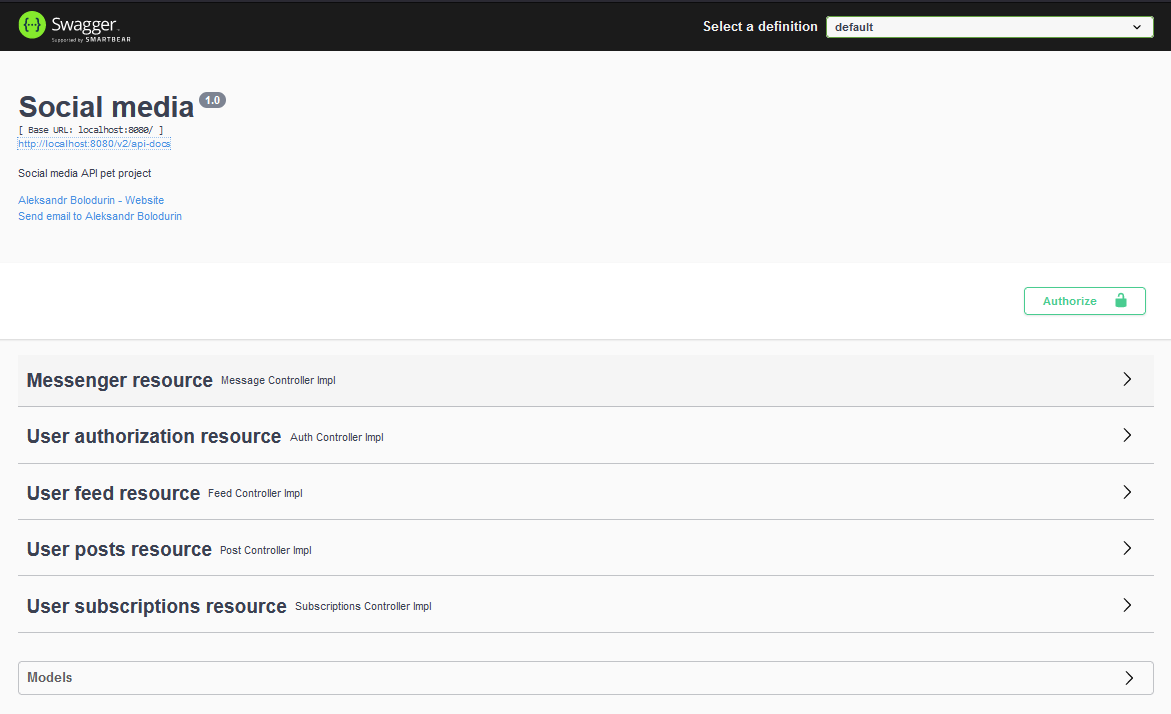 Swagger
Supported by SMARTBEAR
Select a definition
default
Social media 1.0
[ Base URL: localhost:8080/ ]
http://localhost:8080/v2/api-docs
Social media API pet project
Aleksandr Bolodurin - Website
Send email to Aleksandr Bolodurin
Authorize
Messenger resource Message Controller Impl
User authorization resource Auth Controller Impl
User feed resource Feed Controller Impl
User posts resource Post Controller Impl
User subscriptions resource Subscriptions Controller Impl
Models